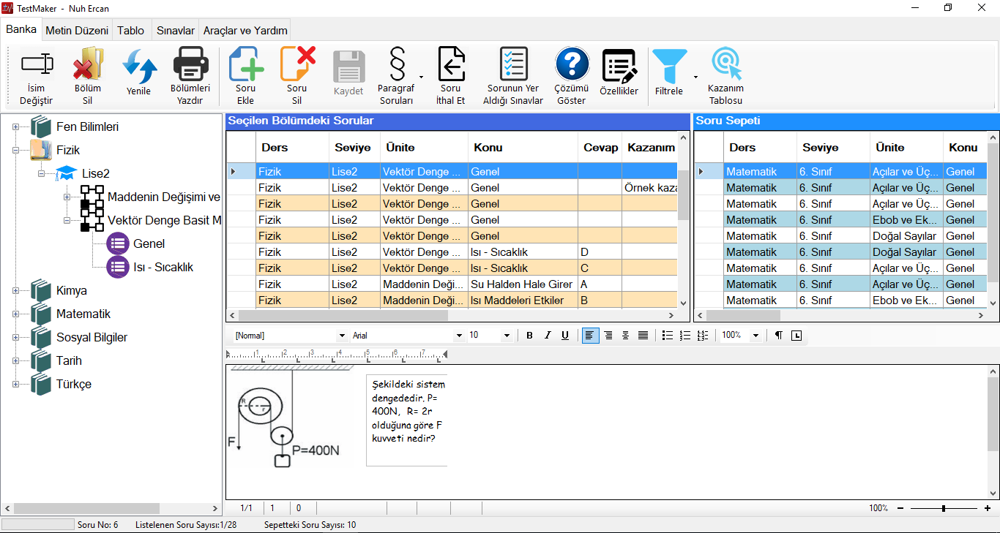 TestMaker - Nuh Ercan
Banka Metin Düzeni Tablo Sınavlar Araçlar ve Yardım
İsim Değiştir
Bölüm Sil
Yenile
Bölümleri Yazdır
Soru Ekle
Soru Sil
Kaydet
Paragraf Soruları
Soru İthal Et
Sorunun Yer Aldığı Sınavlar
Çözümü Göster
Özellikler
Filtrele
Kazanım Tablosu
Fen Bilimleri
Fizik
Lise2
Maddenin Değişimi ve
Vektör Denge Basit M
Genel
Isı - Sıcaklık
Kimya
Matematik
Sosyal Bilgiler
Tarih
Türkçe
Seçilen Bölümdeki Sorular
Ders Seviye Ünite Konu Cevap Kazanım
Fizik Lise2 Vektör Denge ... Genel
Fizik Lise2 Vektör Denge ... Genel Örnek kaza
Fizik Lise2 Vektör Denge ... Genel
Fizik Lise2 Vektör Denge ... Genel
Fizik Lise2 Vektör Denge ... Genel
Fizik Lise2 Vektör Denge ... Isı - Sıcaklık D
Fizik Lise2 Vektör Denge ... Isı - Sıcaklık C
Fizik Lise2 Maddenin Deği... Su Halden Hale Girer A
Fizik Lise2 Maddenin Deği... Isı Maddeleri Etkiler B
Soru Sepeti
Ders Seviye Ünite Konu
Matematik 6. Sınıf Açılar ve Üç... Genel
Matematik 6. Sınıf Açılar ve Üç... Genel
Matematik 6. Sınıf Açılar ve Üç... Genel
Matematik 6. Sınıf Ebob ve Ek... Genel
Matematik 6. Sınıf Doğal Sayılar Genel
Matematik 6. Sınıf Doğal Sayılar Genel
Matematik 6. Sınıf Açılar ve Üç... Genel
Matematik 6. Sınıf Açılar ve Üç... Genel
Matematik 6. Sınıf Ebob ve Ek... Genel
[Normal] Arial 10 B I U 100%
1 2 3 4 5 6 7
R r
F
P=400N
Şekildeki sistem
dengededir. P=
400N, R= 2r
olduğuna göre F
kuvveti nedir?
1/1 1 0 100%
Soru No: 6 Listelenen Soru Sayısı:1/28 Sepetteki Soru Sayısı: 10